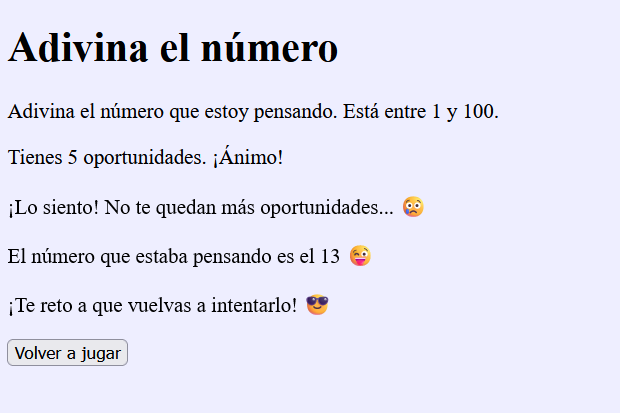 Adivina el número
Adivina el número que estoy pensando. Está entre 1 y 100.
Tienes 5 oportunidades. ¡Ánimo!
¡Lo siento! No te quedan más oportunidades... 😢
El número que estaba pensando es el 13 😜
¡Te reto a que vuelvas a intentarlo! 😎
Volver a jugar